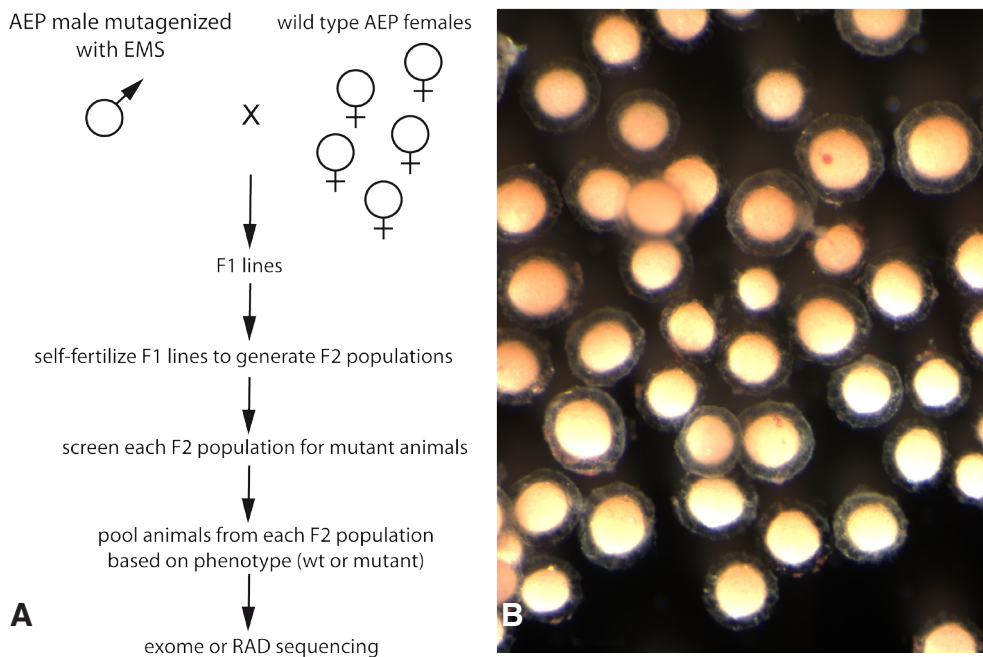 AEP male mutagenized
with EMS
wild type AEP females
X
F1 lines
self-fertilize F1 lines to generate F2 populations
screen each F2 population for mutant animals
pool animals from each F2 population
based on phenotype (wt or mutant)
exome or RAD sequencing
A
B